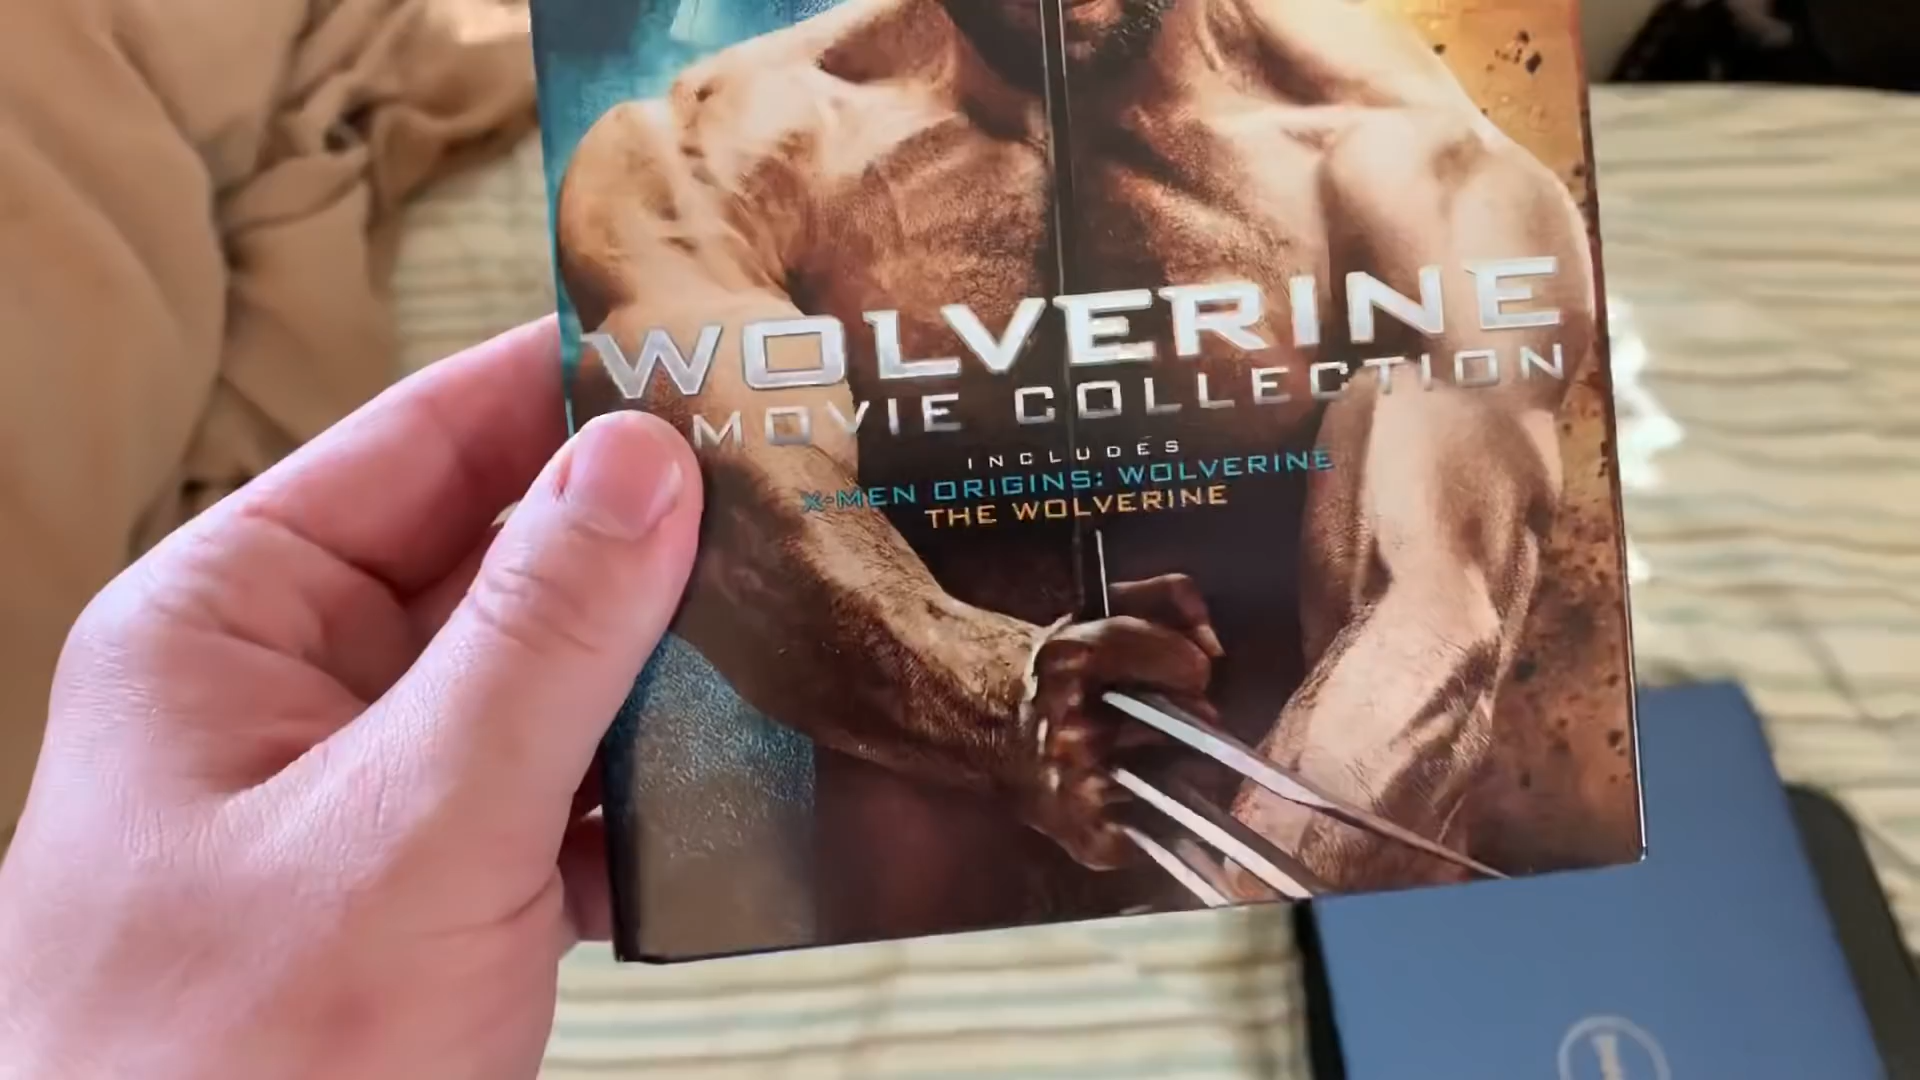 WOLVERINE
MOVIE COLLECTION
INCLUDES
X-MEN ORIGINS: WOLVERINE
THE WOLVERINE